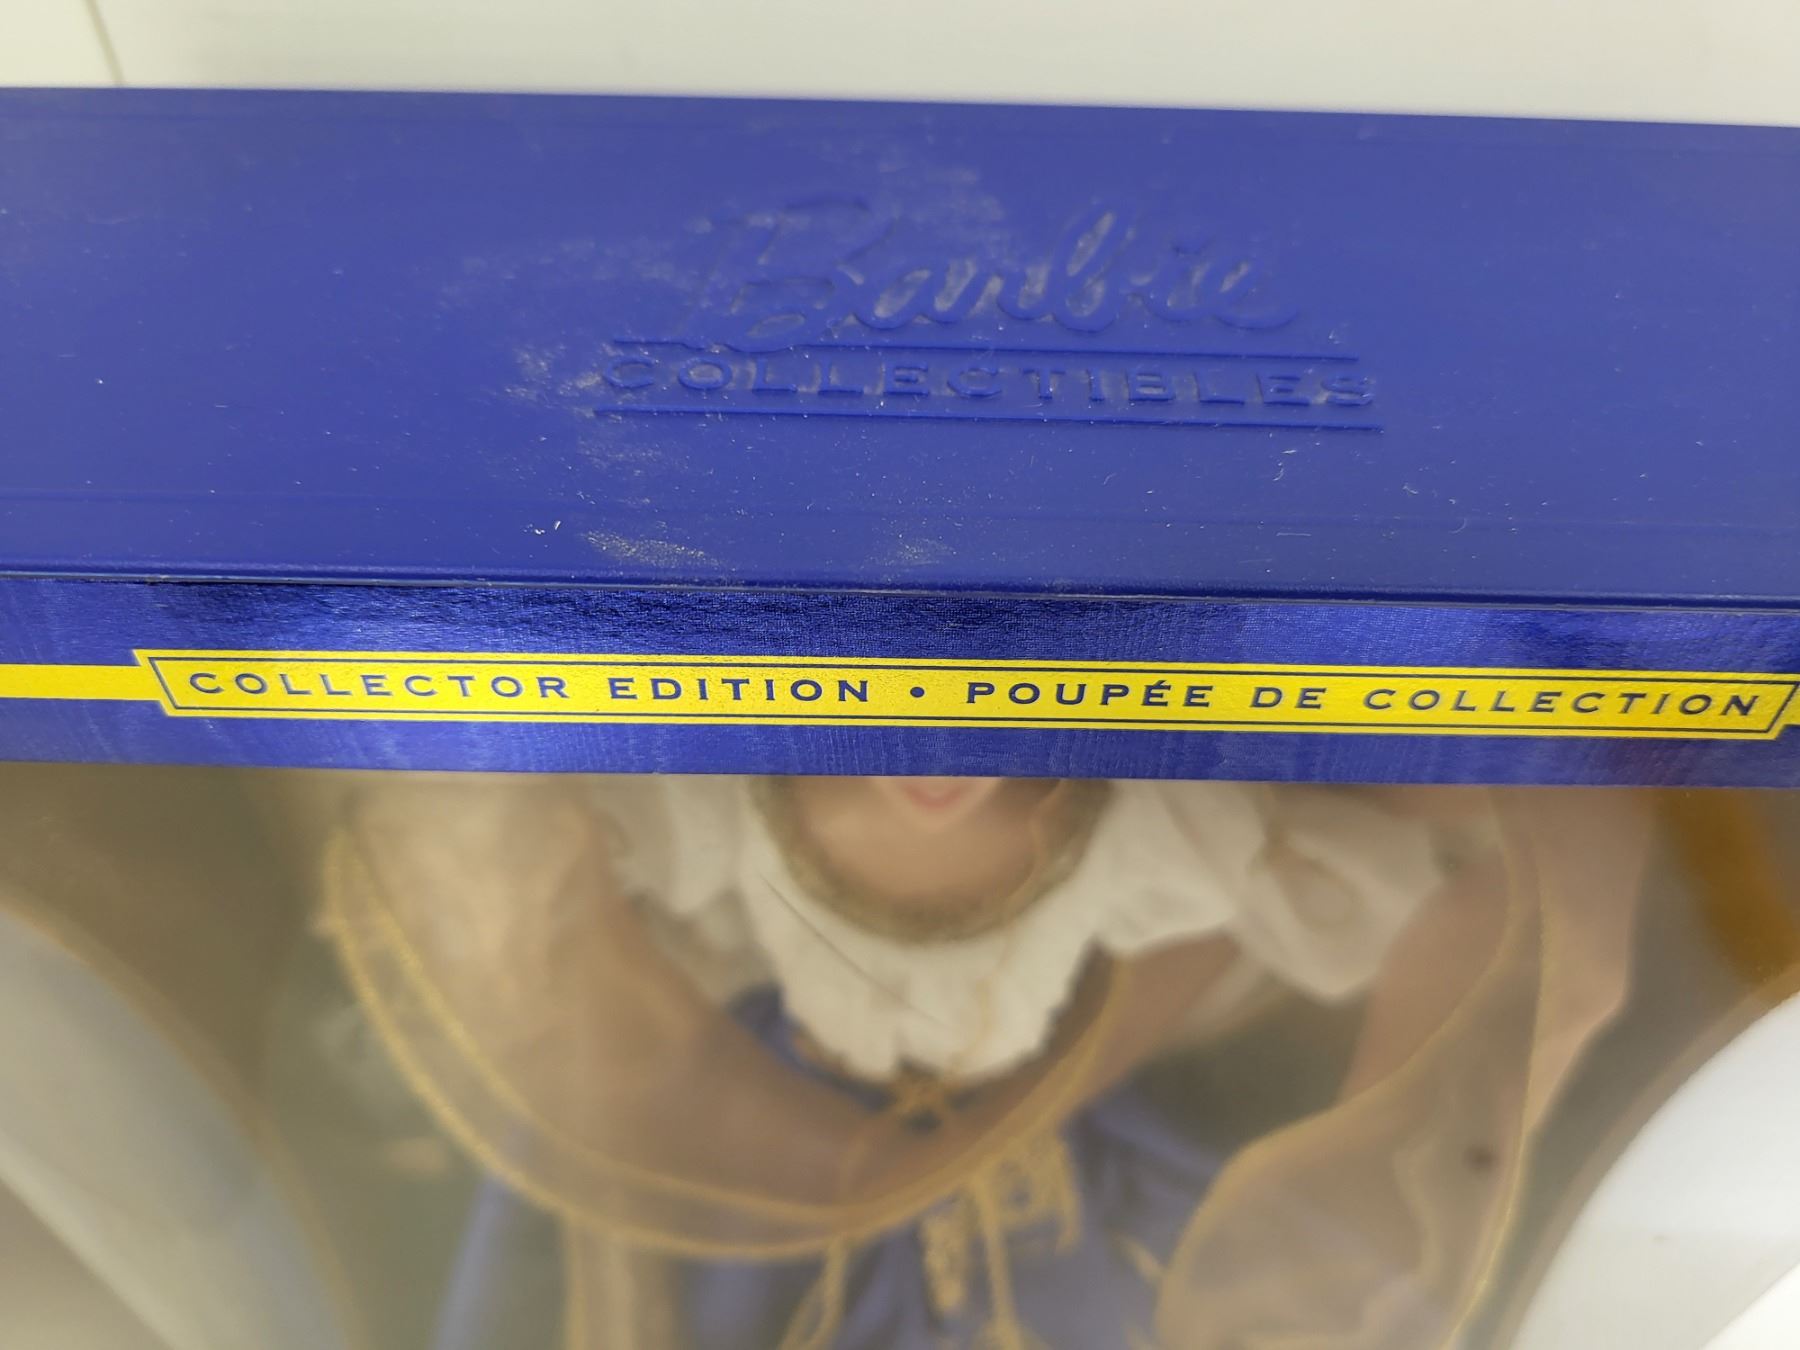 Barbie
COLLECTIBLES
COLLECTOR EDITION • POUPÉE DE COLLECTION